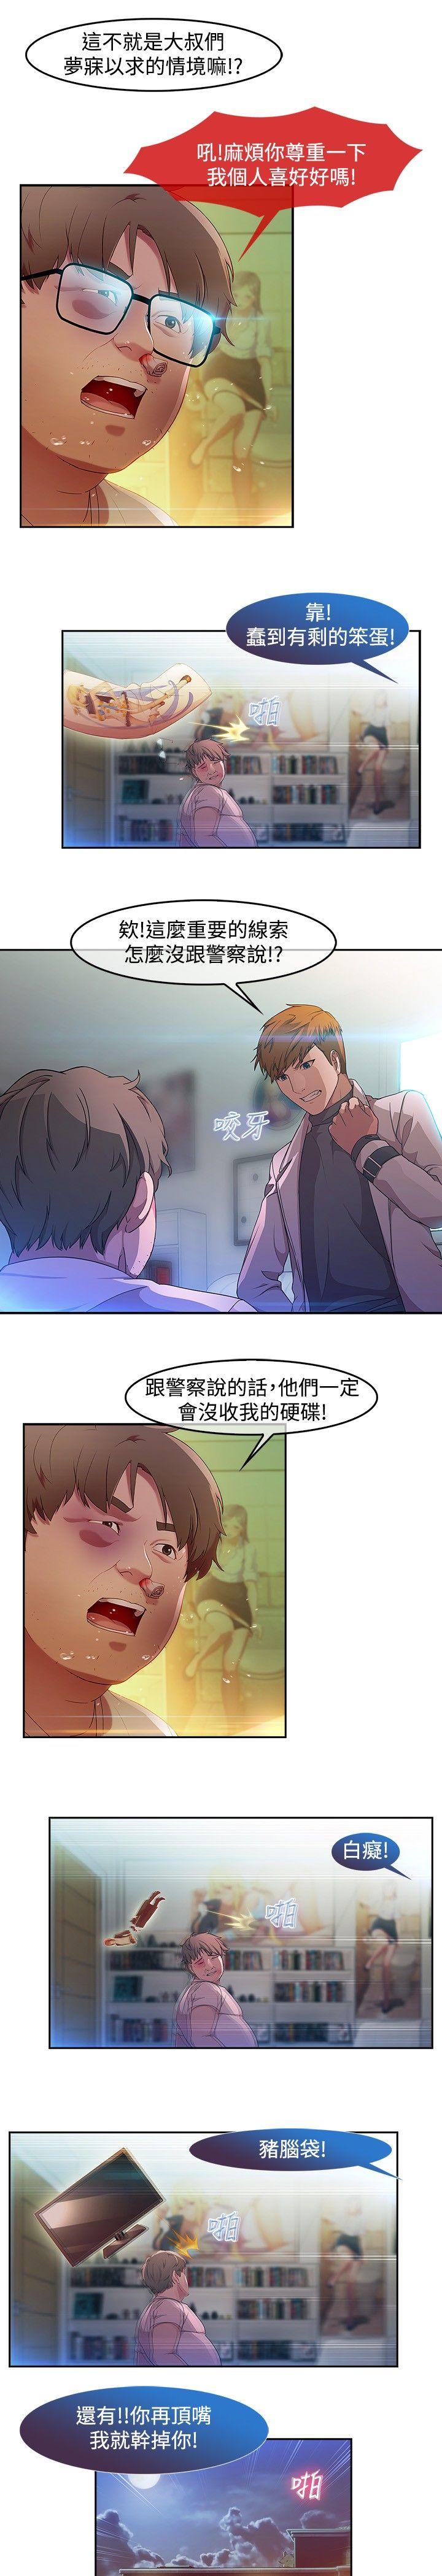 這不就是大叔們
夢寐以求的情境嘛!?
吼!麻煩你尊重一下
我個人喜好好嗎!
靠!
蠢到有剩的笨蛋!
啪
欸!這麼重要的線索
怎麼沒跟警察說!?
咬牙
跟警察說的話,他們一定
會沒收我的硬碟!
白癡!
啪
豬腦袋!
啪
還有!!你再頂嘴
我就幹掉你!
啪